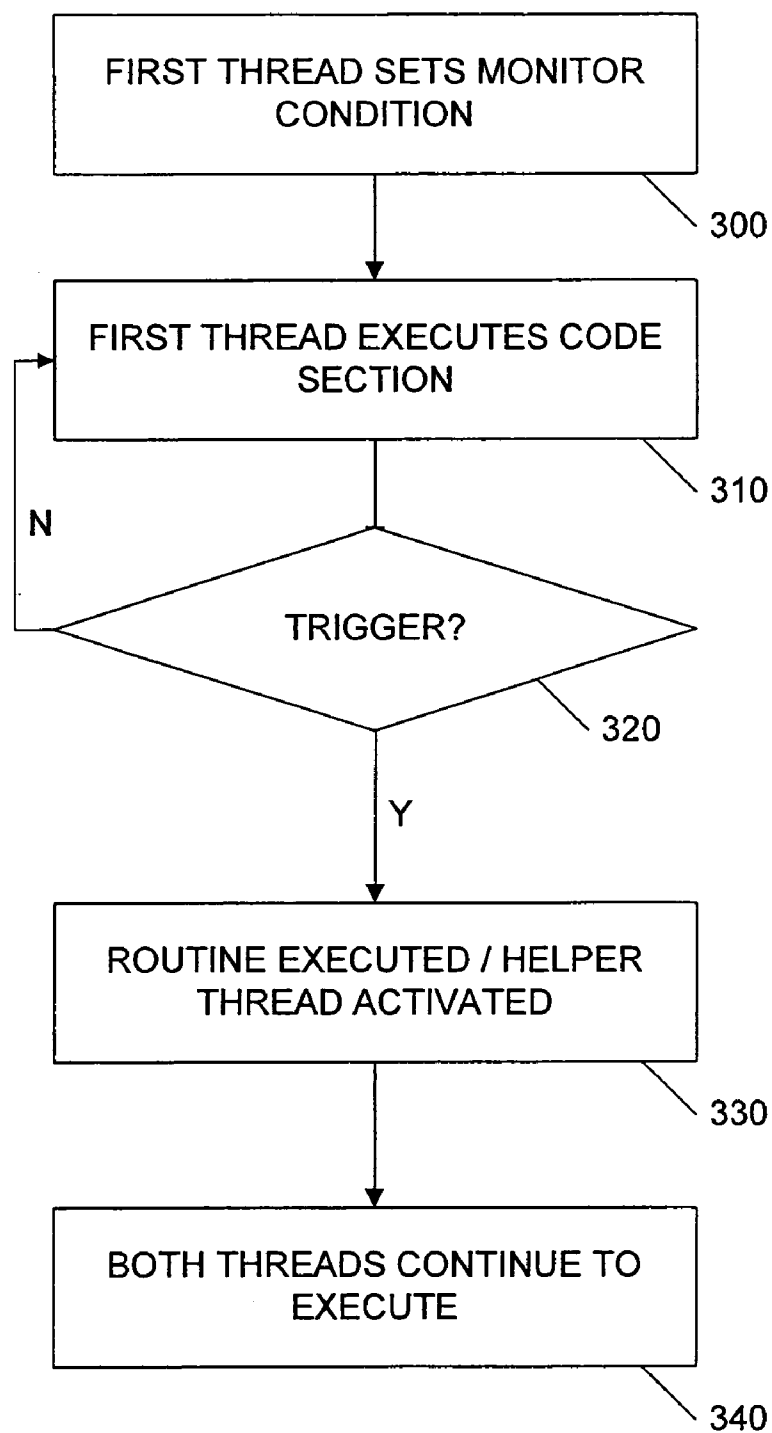 FIRST THREAD SETS MONITOR
CONDITION
300
FIRST THREAD EXECUTES CODE
SECTION
310
N
TRIGGER?
320
Y
ROUTINE EXECUTED / HELPER
THREAD ACTIVATED
330
BOTH THREADS CONTINUE TO
EXECUTE
340